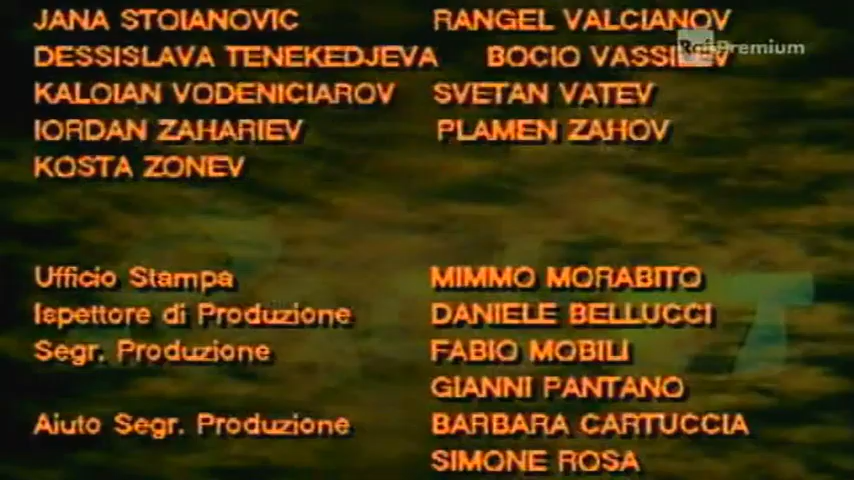 JANA STOIANOVIC RANGEL VALCIANOV
Rai Premium
DESSISLAVA TENEKEDJEVA BOCIO VASSILEV
KALOIAN VODENICIAROV SVETAN VATEV
IORDAN ZAHARIEV PLAMEN ZAHOV
KOSTA ZONEV
Ufficio Stampa MIMMO MORABITO
Ispettore di Produzione DANIELE BELLUCCI
Segr. Produzione FABIO MOBILI
GIANNI PANTANO
Aiuto Segr. Produzione BARBARA CARTUCCIA
SIMONE ROSA